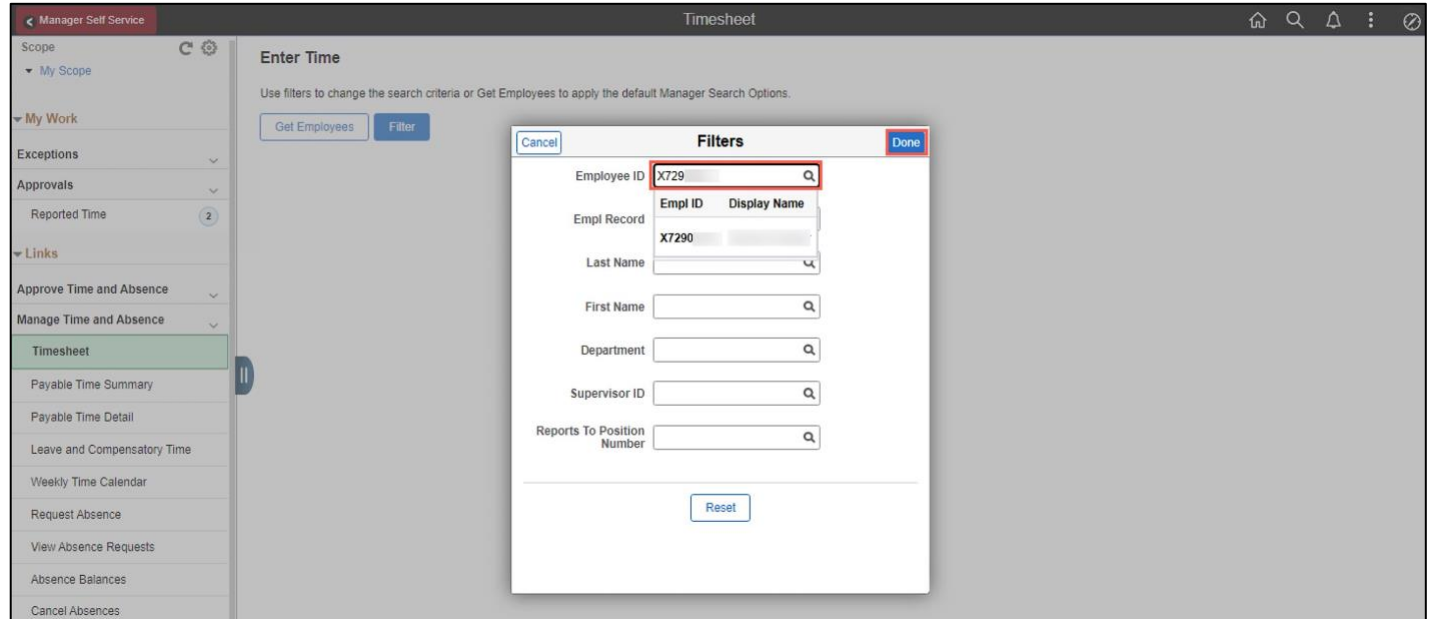 Manager Self Service
Timesheet
Scope
My Scope
My Work
Exceptions
Approvals
Reported Time
2
Links
Approve Time and Absence
Manage Time and Absence
Timesheet
Payable Time Summary
Payable Time Detail
Leave and Compensatory Time
Weekly Time Calendar
Request Absence
View Absence Requests
Absence Balances
Cancel Absences
Enter Time
Use filters to change the search criteria or Get Employees to apply the default Manager Search Options.
Get Employees
Filter
Cancel
Filters
Done
Employee ID
X729
Empl ID Display Name
X7290
Empl Record
Last Name
First Name
Department
Supervisor ID
Reports To Position
Number
Reset